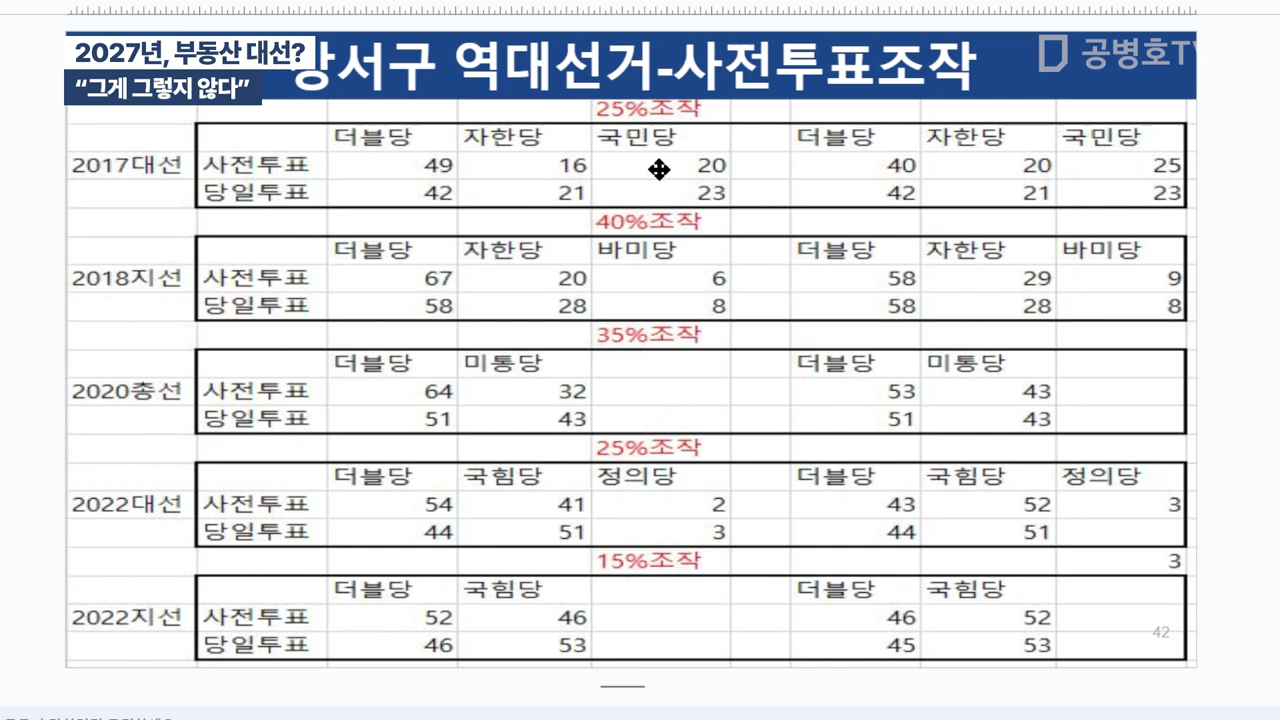 2027년, 부동산 대선?
“그게 그렇지 않다”
강서구 역대선거-사전투표조작
공병호TV
25%조작
더블당 자한당 국민당 더블당 자한당 국민당
2017대선 사전투표 49 16 20 40 20 25
당일투표 42 21 23 42 21 23
40%조작
더블당 자한당 바미당 더블당 자한당 바미당
2018지선 사전투표 67 20 6 58 29 9
당일투표 58 28 8 58 28 8
35%조작
더블당 미통당 더블당 미통당
2020총선 사전투표 64 32 53 43
당일투표 51 43 51 43
25%조작
더블당 국힘당 정의당 더블당 국힘당 정의당
2022대선 사전투표 54 41 2 43 52 3
당일투표 44 51 3 44 51
15%조작 3
더블당 국힘당 더블당 국힘당
2022지선 사전투표 52 46 46 52
당일투표 46 53 45 53
42